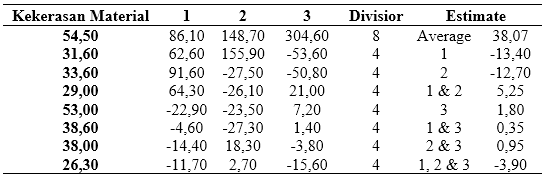 Kekerasan Material 1 2 3 Divisior Estimate
54,50 86,10 148,70 304,60 8 Average 38,07
31,60 62,60 155,90 -53,60 4 1 -13,40
33,60 91,60 -27,50 -50,80 4 2 -12,70
29,00 64,30 -26,10 21,00 4 1 & 2 5,25
53,00 -22,90 -23,50 7,20 4 3 1,80
38,60 -4,60 -27,30 1,40 4 1 & 3 0,35
38,00 -14,40 18,30 -3,80 4 2 & 3 0,95
26,30 -11,70 2,70 -15,60 4 1, 2 & 3 -3,90